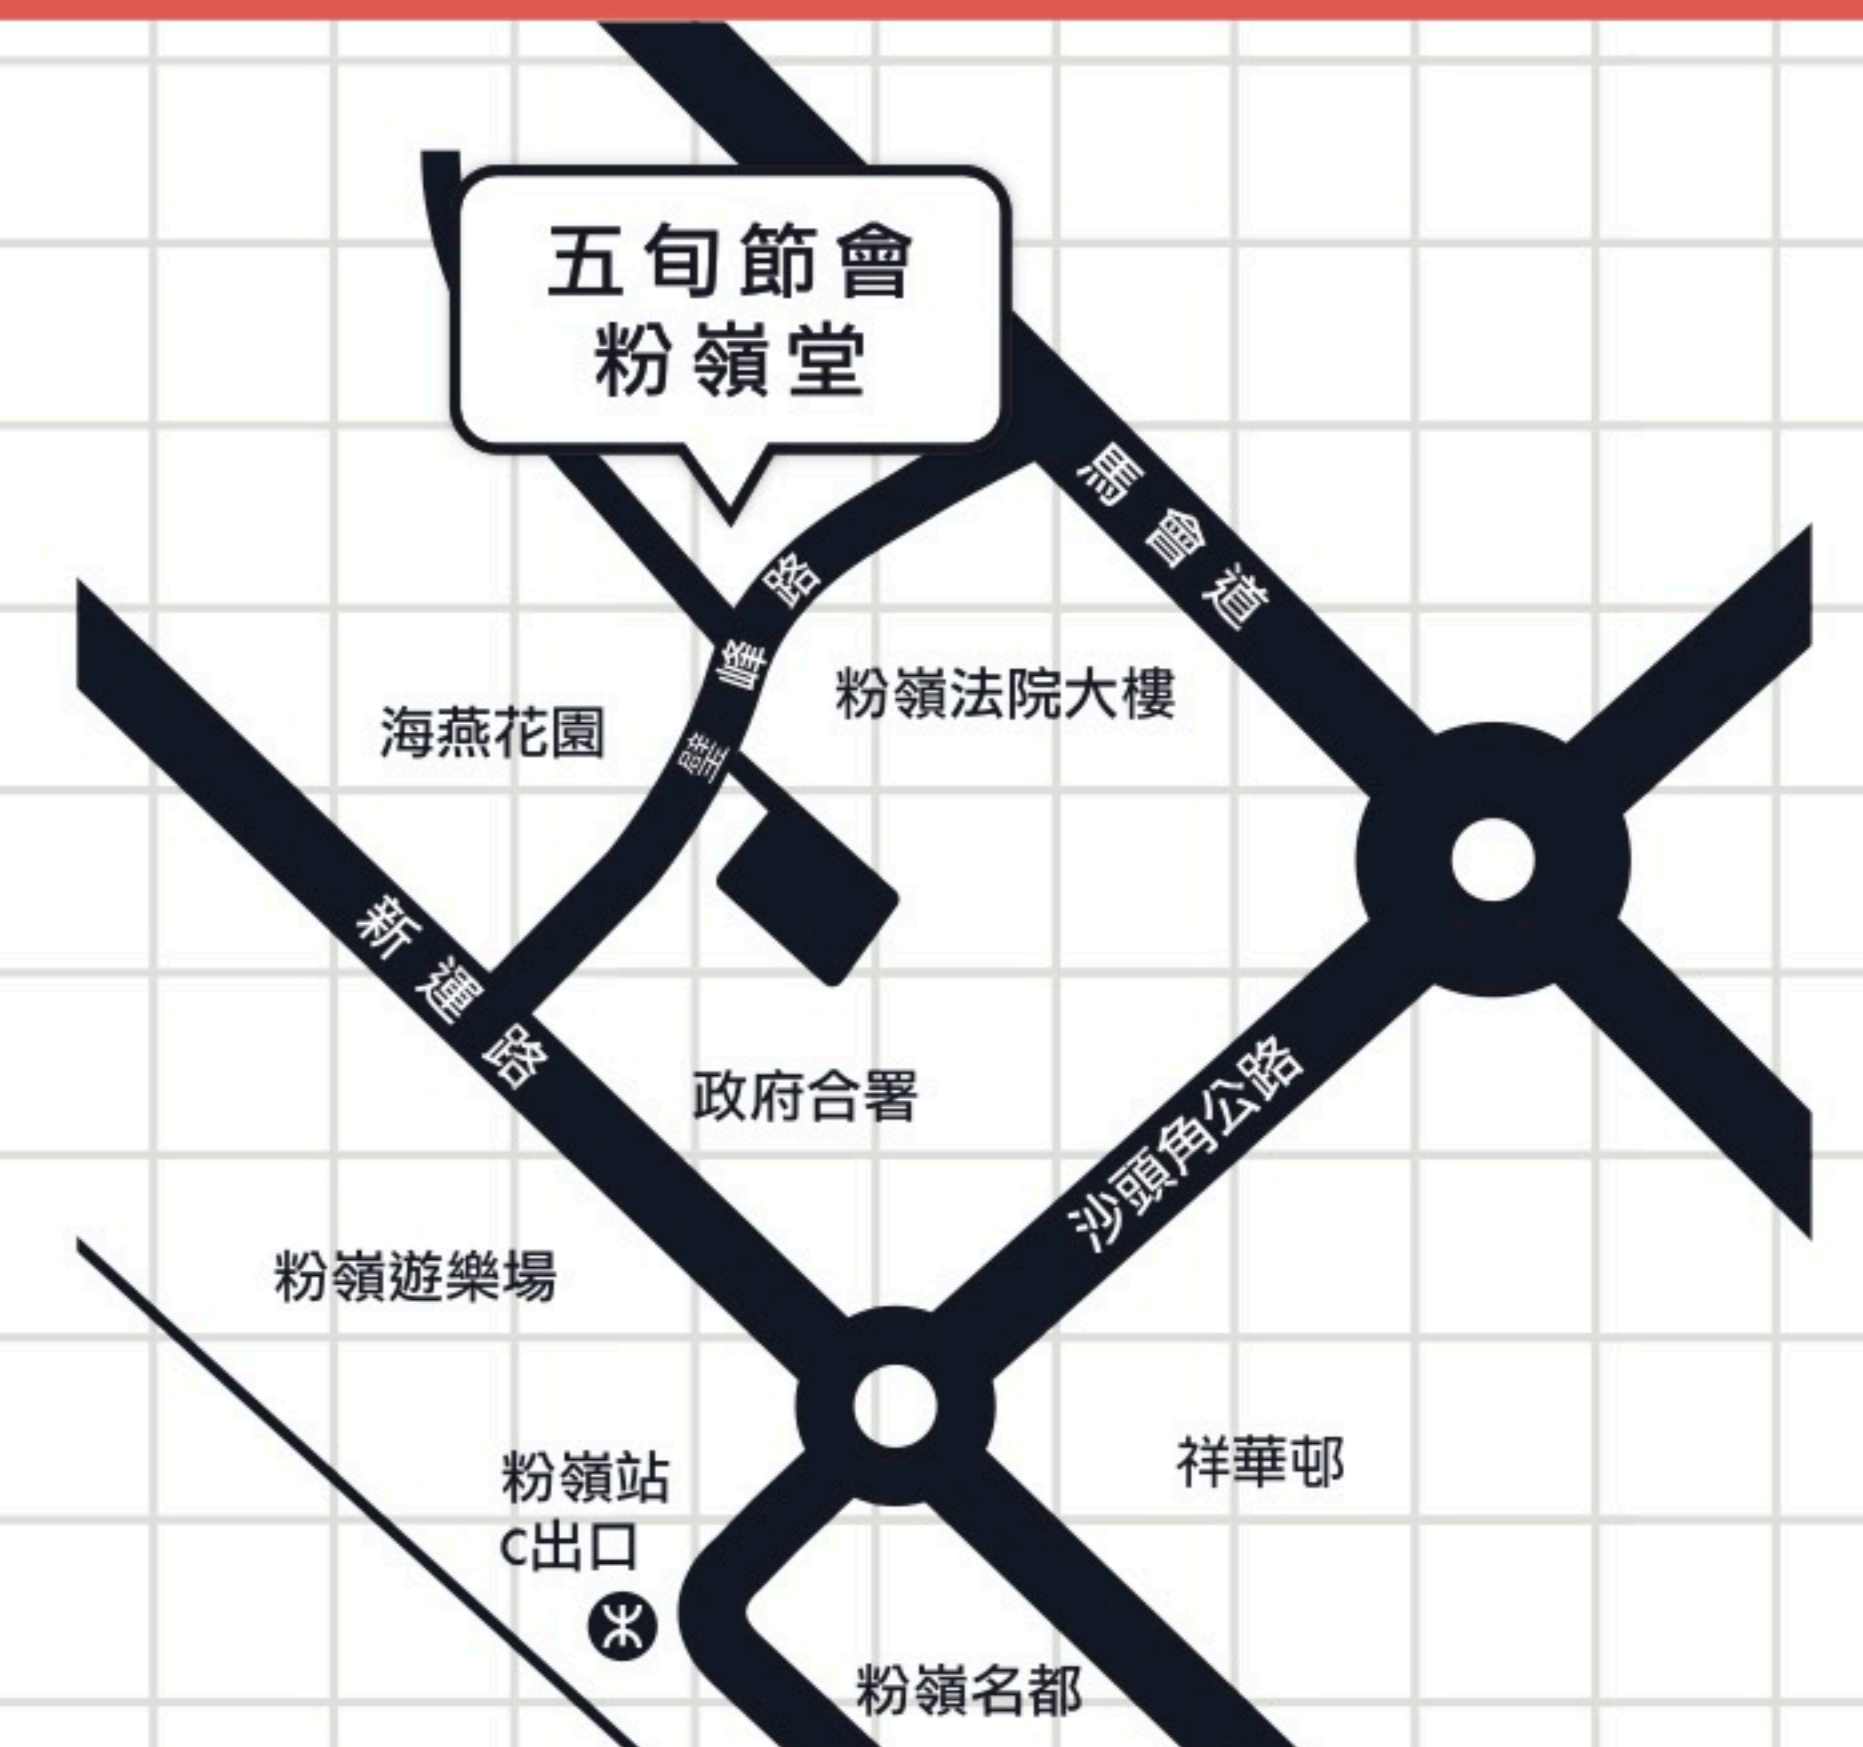 五旬節會
粉嶺堂
馬會道
璧峰路
粉嶺法院大樓
海燕花園
新運路
政府合署
沙頭角公路
粉嶺遊樂場
祥華邨
粉嶺站
C出口
粉嶺名都